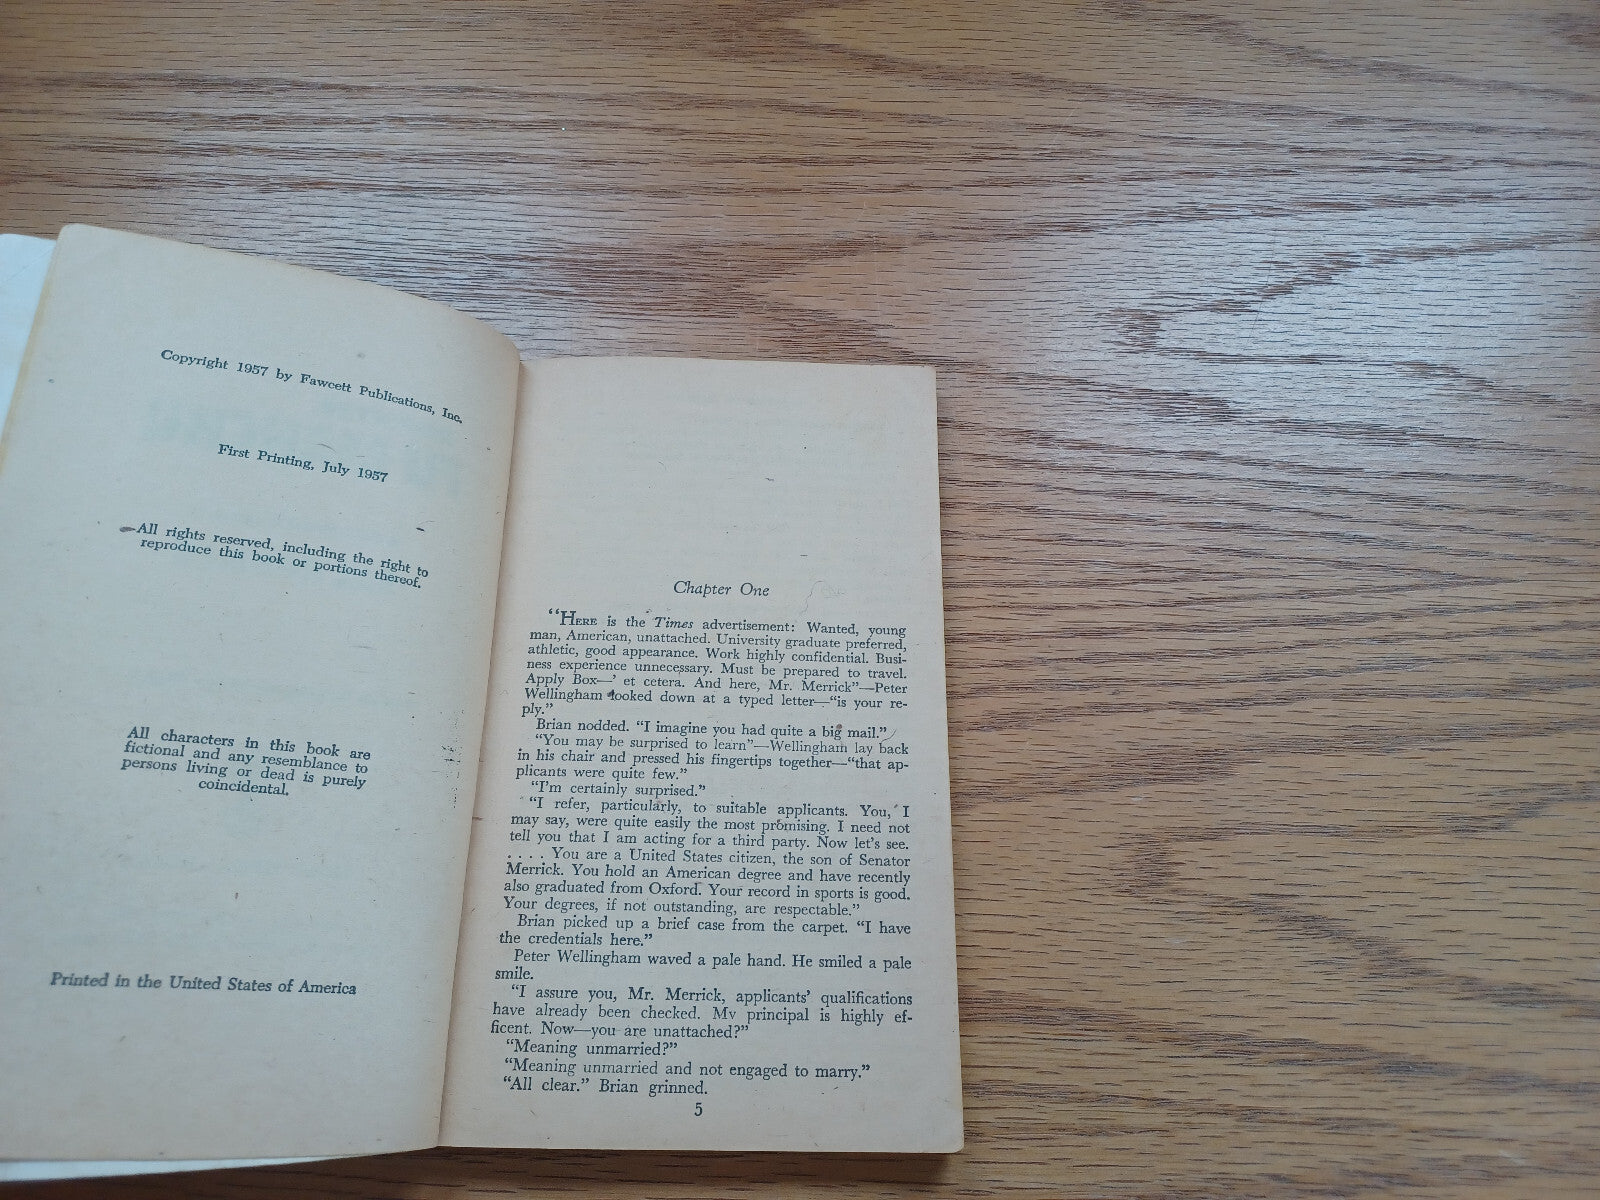 Copyright 1957 by Fawcett Publications, Inc.
First Printing, July 1957
All rights reserved, including the right to
reproduce this book or portions thereof.
All characters in this book are
fictional and any resemblance to
persons living or dead is purely
coincidental.
Printed in the United States of America
Chapter One
“HERE is the Times advertisement: Wanted, young
man, American, unattached. University graduate preferred,
athletic, good appearance. Work highly confidential. Busi-
ness experience unnecessary. Must be prepared to travel.
Apply Box—’ et cetera. And here, Mr. Merrick”—Peter
Wellingham looked down at a typed letter—“is your re-
ply.”
Brian nodded. “I imagine you had quite a big mail.”
“You may be surprised to learn”—Wellingham lay back
in his chair and pressed his fingertips together—“that ap-
plicants were quite few.”
“I’m certainly surprised.”
“I refer, particularly, to suitable applicants. You, I
may say, were quite easily the most promising. I need not
tell you that I am acting for a third party. Now let’s see.
. . . . You are a United States citizen, the son of Senator
Merrick. You hold an American degree and have recently
also graduated from Oxford. Your record in sports is good.
Your degrees, if not outstanding, are respectable.”
Brian picked up a brief case from the carpet. “I have
the credentials here.”
Peter Wellingham waved a pale hand. He smiled a pale
smile.
“I assure you, Mr. Merrick, applicants’ qualifications
have already been checked. My principal is highly ef-
ficent. Now—you are unattached?”
“Meaning unmarried?”
“Meaning unmarried and not engaged to marry.”
“All clear.” Brian grinned.
5